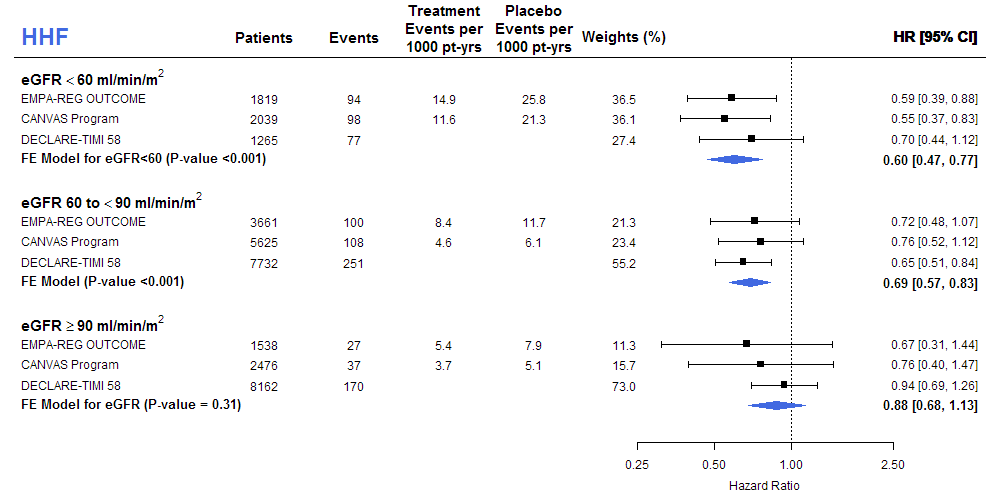 HHF Patients Events Treatment Events per 1000 pt-yrs Placebo Events per 1000 pt-yrs Weights (%) HR [95% CI]
eGFR < 60 ml/min/m²
EMPA-REG OUTCOME 1819 94 14.9 25.8 36.5 0.59 [0.39, 0.88]
CANVAS Program 2039 98 11.6 21.3 36.1 0.55 [0.37, 0.83]
DECLARE-TIMI 58 1265 77 27.4 0.70 [0.44, 1.12]
FE Model for eGFR<60 (P-value <0.001) 0.60 [0.47, 0.77]
eGFR 60 to < 90 ml/min/m²
EMPA-REG OUTCOME 3661 100 8.4 11.7 21.3 0.72 [0.48, 1.07]
CANVAS Program 5625 108 4.6 6.1 23.4 0.76 [0.52, 1.12]
DECLARE-TIMI 58 7732 251 55.2 0.65 [0.51, 0.84]
FE Model (P-value <0.001) 0.69 [0.57, 0.83]
eGFR ≥ 90 ml/min/m²
EMPA-REG OUTCOME 1538 27 5.4 7.9 11.3 0.67 [0.31, 1.44]
CANVAS Program 2476 37 3.7 5.1 15.7 0.76 [0.40, 1.47]
DECLARE-TIMI 58 8162 170 73.0 0.94 [0.69, 1.26]
FE Model for eGFR (P-value = 0.31) 0.88 [0.68, 1.13]
0.25 0.50 1.00 2.50
Hazard Ratio